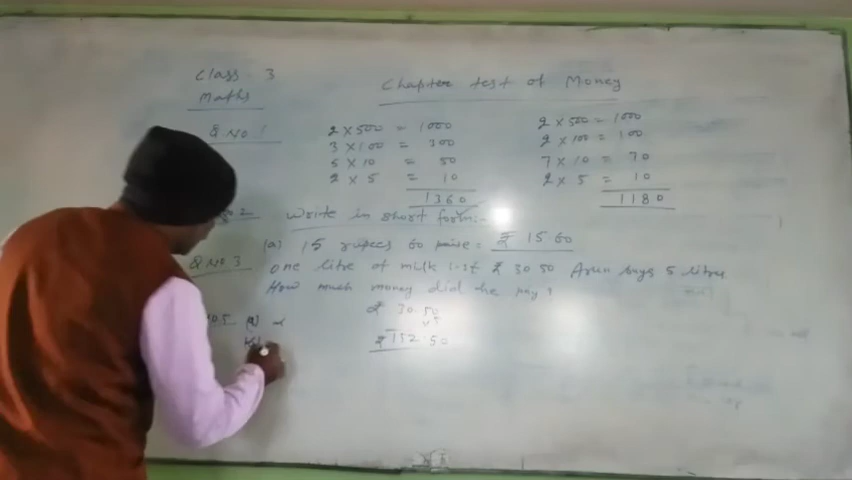 Class 3
Maths
Chapter test of Money
Q.NO 1
2 × 500 = 1000
3 × 100 = 300
5 × 10 = 50
2 × 5 = 10
1360
2 × 500 = 1000
2 × 100 = 100
7 × 10 = 70
2 × 5 = 10
1180
2 Write in short form:-
(a) 15 rupees 60 paise = ₹ 15.60
Q.NO 3 One litre of milk ₹ 30.50 Arun buys 5 litres
How much money did he pay?
₹ 30.50
× 5
₹ 152.50